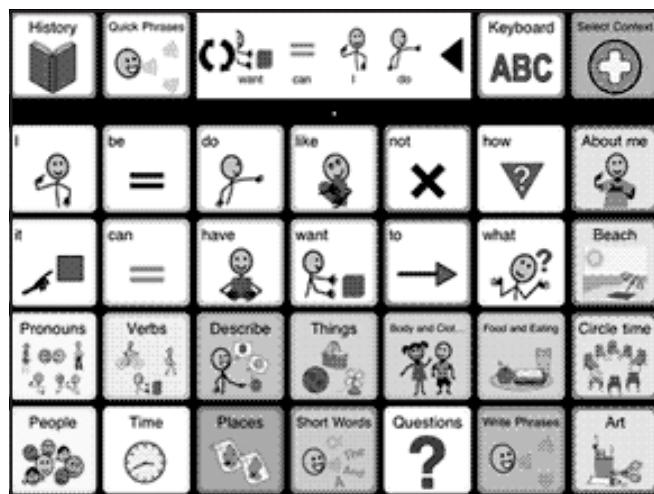 History Quick Phrases Keyboard Select Context
want can I do ABC
I be do like not how About me
it can have want to what Beach
Pronouns Verbs Describe Things Body and Clot... Food and Eating Circle time
People Time Places Short Words Questions Write Phrases Art
The
And
A